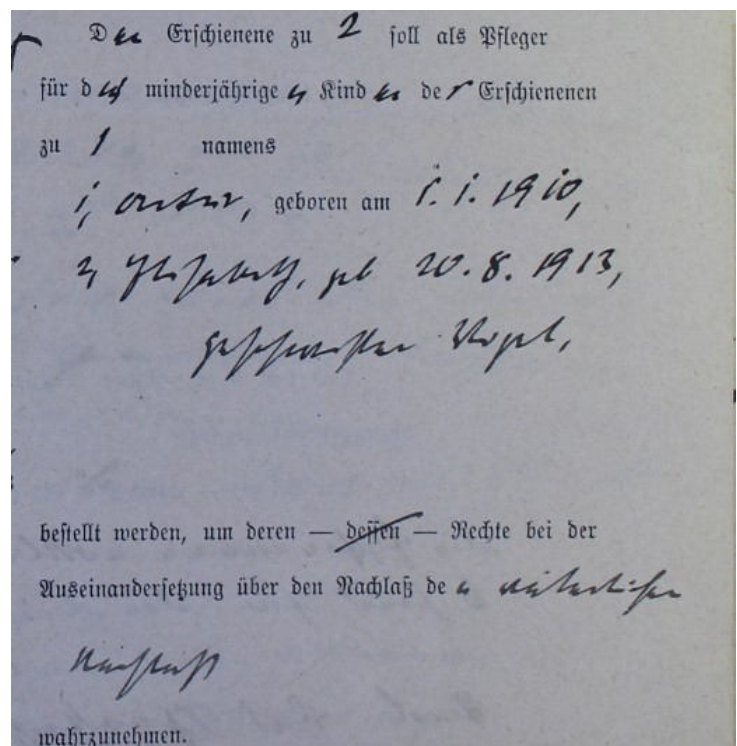 Der Erschienene zu 2 soll als Pfleger
für die minderjährigen Kinder der Erschienenen
zu 1 namens
1, Artur, geboren am 1. 1910,
2, Elisabeth, geb 20. 8. 1913,
Geschwister Vogel,
bestellt werden, um deren — dessen — Rechte bei der
Auseinandersetzung über den Nachlaß de väterlichen
Nachlaß
wahrzunehmen.